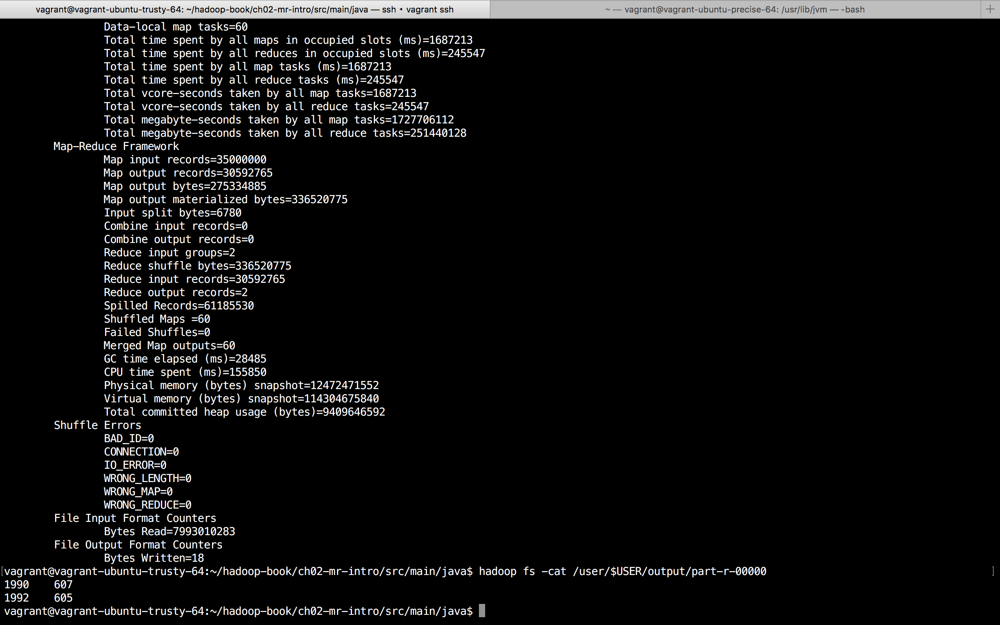 vagrant@vagrant-ubuntu-trusty-64: ~/hadoop-book/ch02-mr-intro/src/main/java — ssh ◂ vagrant ssh
~ — vagrant@vagrant-ubuntu-precise-64: /usr/lib/jvm — -bash
+
Data-local map tasks=60
Total time spent by all maps in occupied slots (ms)=1687213
Total time spent by all reduces in occupied slots (ms)=245547
Total time spent by all map tasks (ms)=1687213
Total time spent by all reduce tasks (ms)=245547
Total vcore-seconds taken by all map tasks=1687213
Total vcore-seconds taken by all reduce tasks=245547
Total megabyte-seconds taken by all map tasks=1727706112
Total megabyte-seconds taken by all reduce tasks=251440128
Map-Reduce Framework
Map input records=35000000
Map output records=30592765
Map output bytes=275334885
Map output materialized bytes=336520775
Input split bytes=6780
Combine input records=0
Combine output records=0
Reduce input groups=2
Reduce shuffle bytes=336520775
Reduce input records=30592765
Reduce output records=2
Spilled Records=61185530
Shuffled Maps =60
Failed Shuffles=0
Merged Map outputs=60
GC time elapsed (ms)=28485
CPU time spent (ms)=155850
Physical memory (bytes) snapshot=12472471552
Virtual memory (bytes) snapshot=114304675840
Total committed heap usage (bytes)=9409646592
Shuffle Errors
BAD_ID=0
CONNECTION=0
IO_ERROR=0
WRONG_LENGTH=0
WRONG_MAP=0
WRONG_REDUCE=0
File Input Format Counters
Bytes Read=7993010283
File Output Format Counters
Bytes Written=18
[vagrant@vagrant-ubuntu-trusty-64:~/hadoop-book/ch02-mr-intro/src/main/java$ hadoop fs -cat /user/$USER/output/part-r-00000 ]
1990 607
1992 605
vagrant@vagrant-ubuntu-trusty-64:~/hadoop-book/ch02-mr-intro/src/main/java$